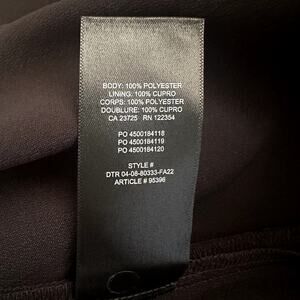 BODY: 100% POLYESTER
LINING: 100% CUPRO
CORPS: 100% POLYESTER
DOUBLURE: 100% CUPRO
CA 23725 RN 122354
PO 4500184118
PO 4500184119
PO 4500184120
STYLE #
DTR 04-08-80333-FA22
ARTICLE # 95396